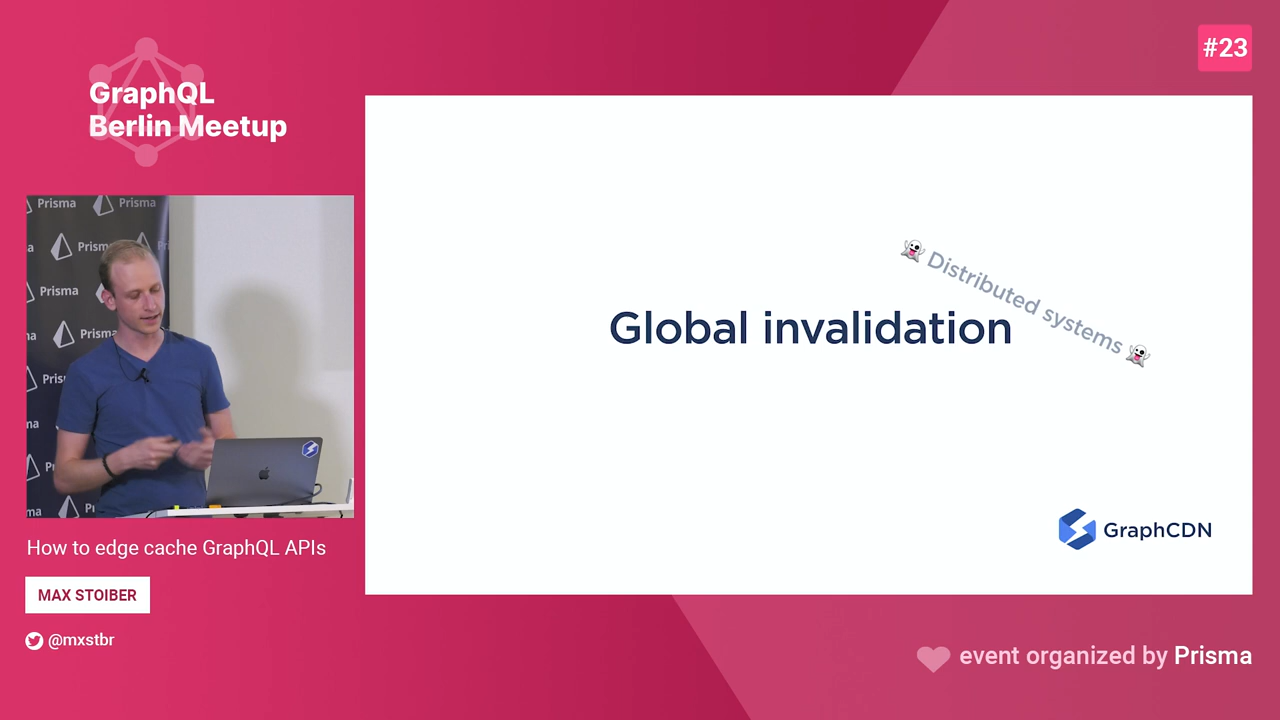 #23
GraphQL
Berlin Meetup
👻 Distributed systems 👻
Global invalidation
GraphCDN
Prisma
Prisma
Prisma
Prisma
How to edge cache GraphQL APIs
MAX STOIBER
@mxstbr
event organized by Prisma